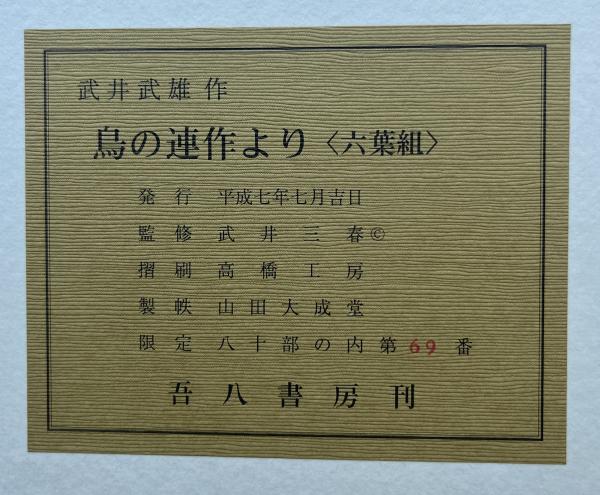 武井武雄作
鳥の連作より〈六葉組〉
発行 平成七年七月吉日
監修 武井三春©
摺刷 高橋工房
製帙 山田大成堂
限定 八十部の内第69番
吾八書房刊